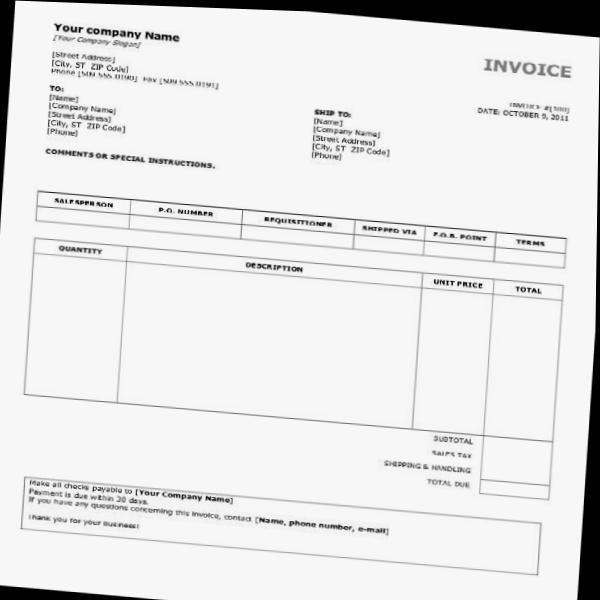 Your company Name
[Your Company Slogan]
[Street Address]
[City, ST  ZIP Code]
Phone [509.555.0190]  Fax [509.555.0191]
INVOICE
INVOICE #[100]
DATE: OCTOBER 9, 2011
TO:
[Name]
[Company Name]
[Street Address]
[City, ST  ZIP Code]
[Phone]
SHIP TO:
[Name]
[Company Name]
[Street Address]
[City, ST  ZIP Code]
[Phone]
COMMENTS OR SPECIAL INSTRUCTIONS.
SALESPERSON P.O. NUMBER REQUISITIONER SHIPPED VIA F.O.B. POINT TERMS
QUANTITY DESCRIPTION UNIT PRICE TOTAL
SUBTOTAL
SALES TAX
SHIPPING & HANDLING
TOTAL DUE
Make all checks payable to [Your Company Name]
Payment is due within 30 days.
If you have any questions concerning this invoice, contact [Name, phone number, e-mail]
Thank you for your business!